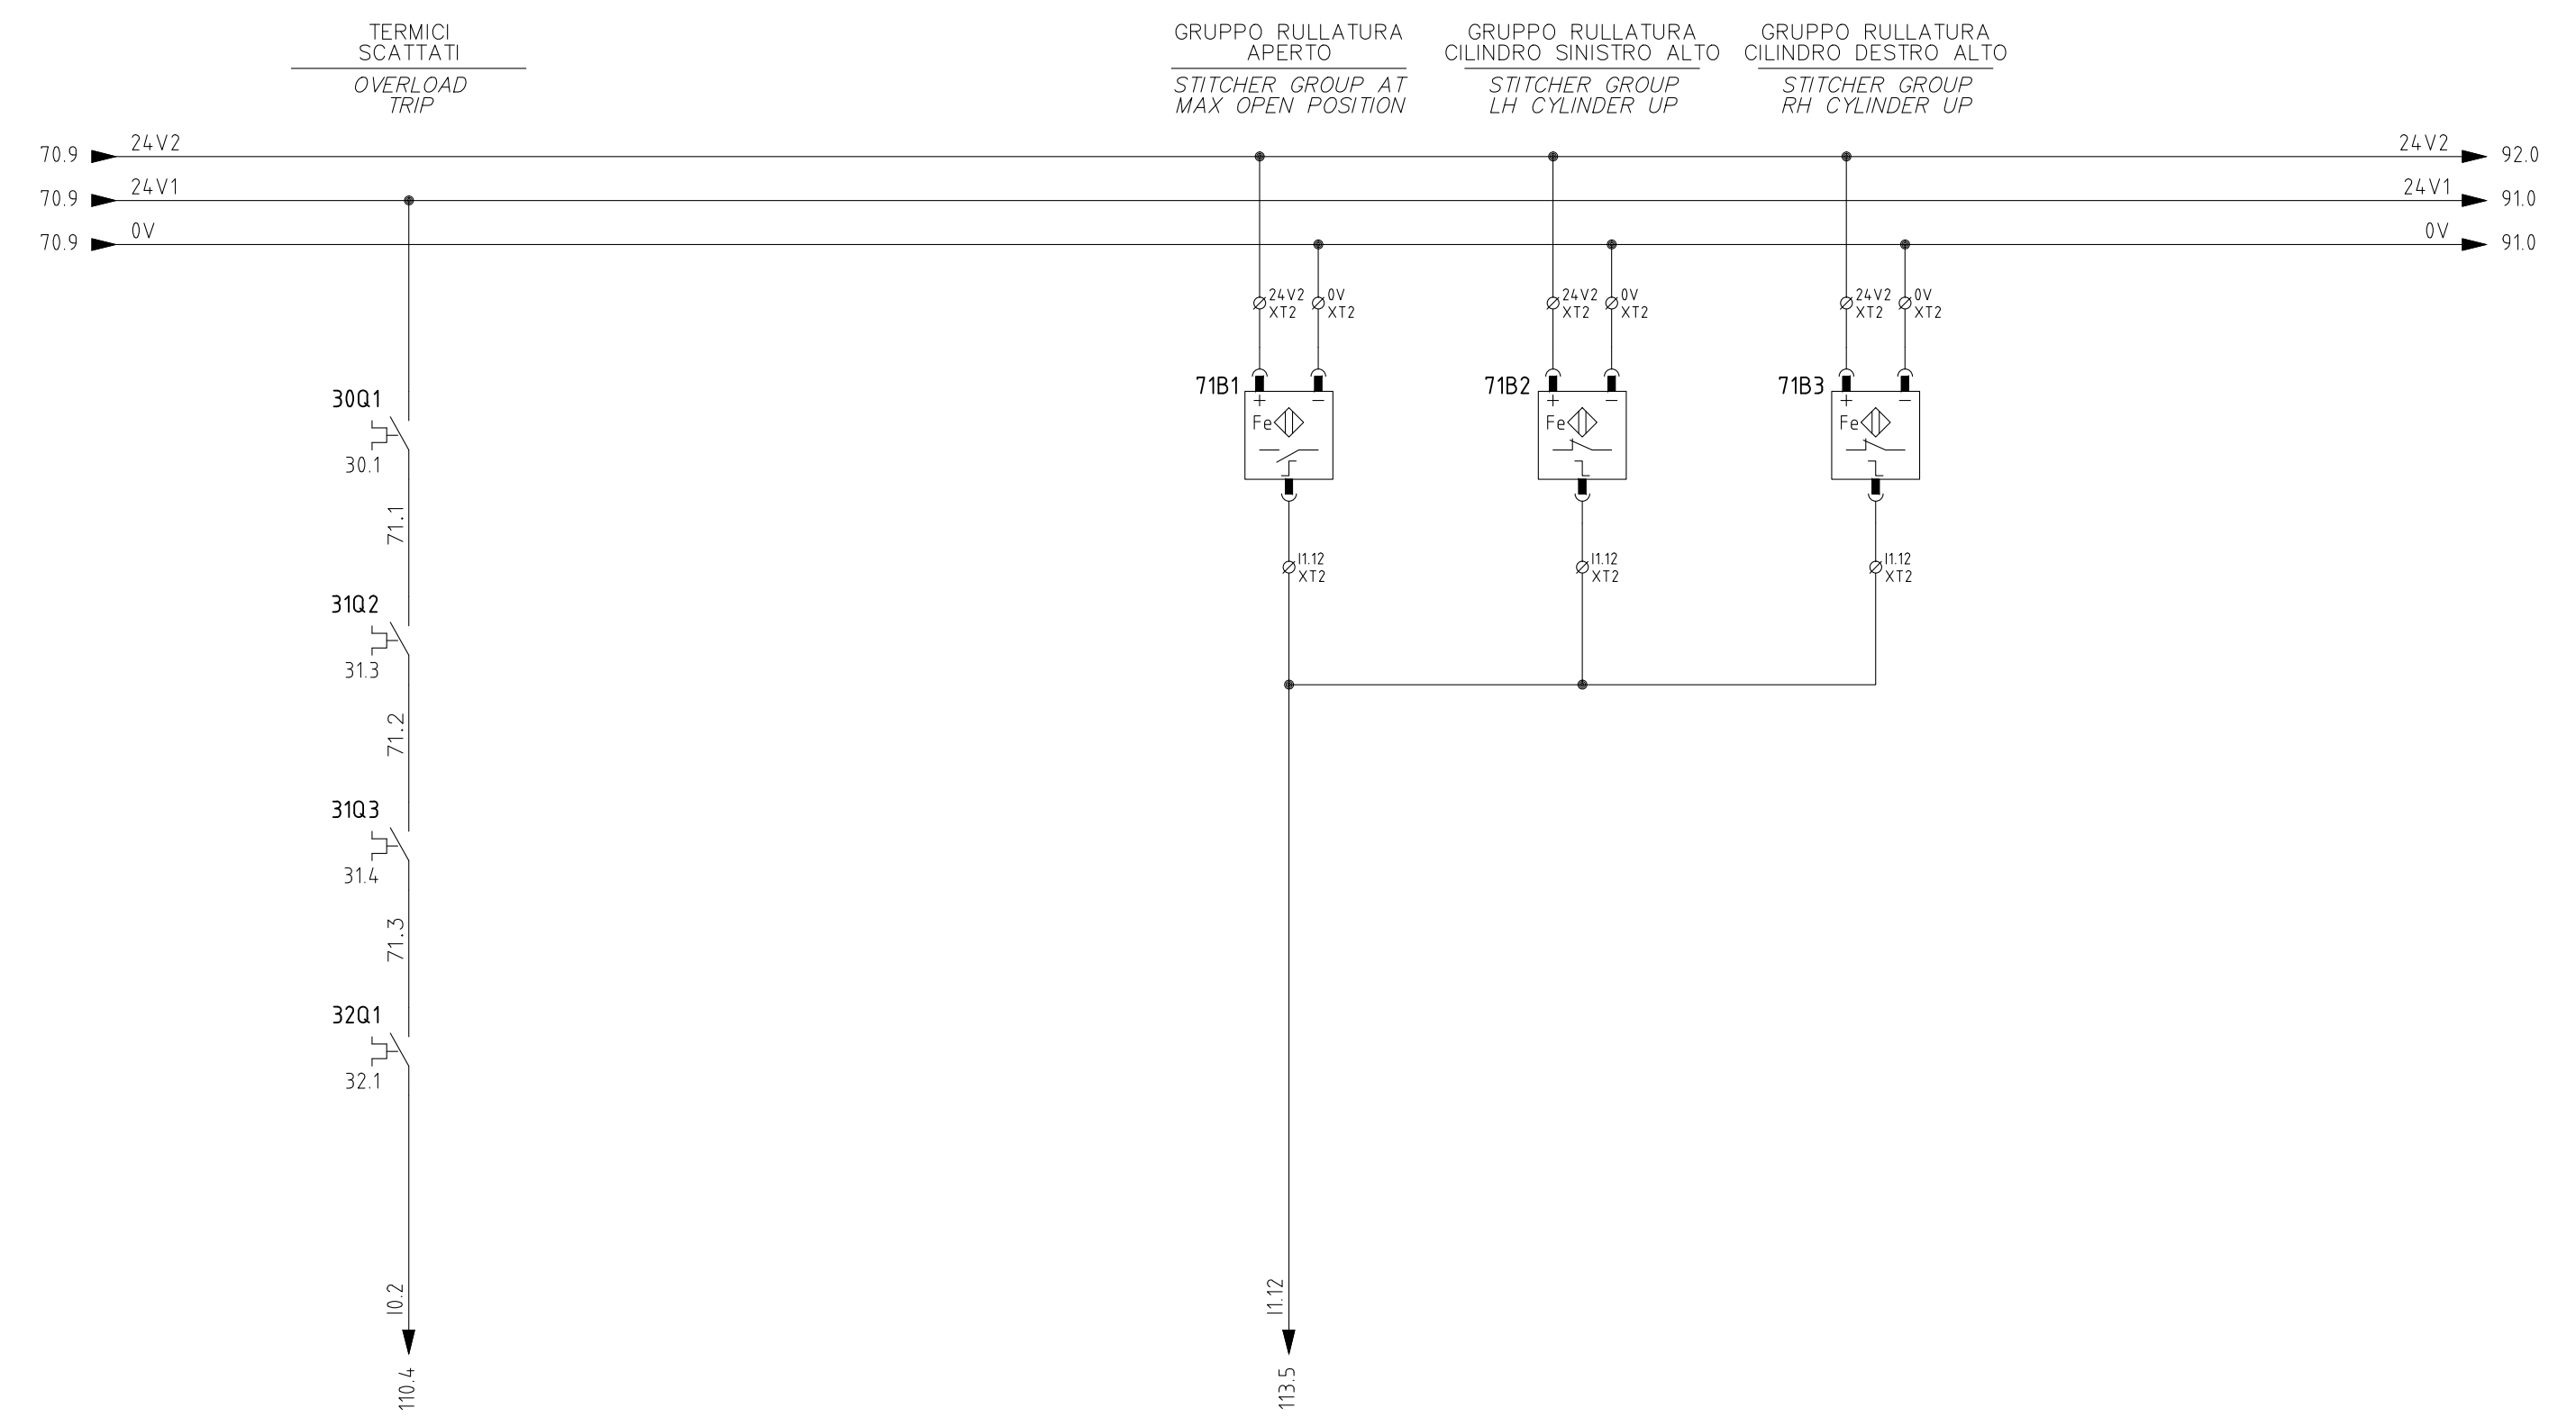 TERMICI
SCATTATI
OVERLOAD
TRIP
GRUPPO RULLATURA
APERTO
STITCHER GROUP AT
MAX OPEN POSITION
GRUPPO RULLATURA
CILINDRO SINISTRO ALTO
STITCHER GROUP
LH CYLINDER UP
GRUPPO RULLATURA
CILINDRO DESTRO ALTO
STITCHER GROUP
RH CYLINDER UP
70.9 24V2 24V2 92.0
70.9 24V1 24V1 91.0
70.9 0V 0V 91.0
24V2 0V 24V2 0V 24V2 0V
XT2 XT2 XT2 XT2 XT2 XT2
71B1 71B2 71B3
+ − + − + −
Fe Fe Fe
30Q1
30.1
71.1
I1.12 I1.12 I1.12
XT2 XT2 XT2
31Q2
31.3
71.2
31Q3
31.4
71.3
32Q1
32.1
I0.2 I1.12
110.4 113.5